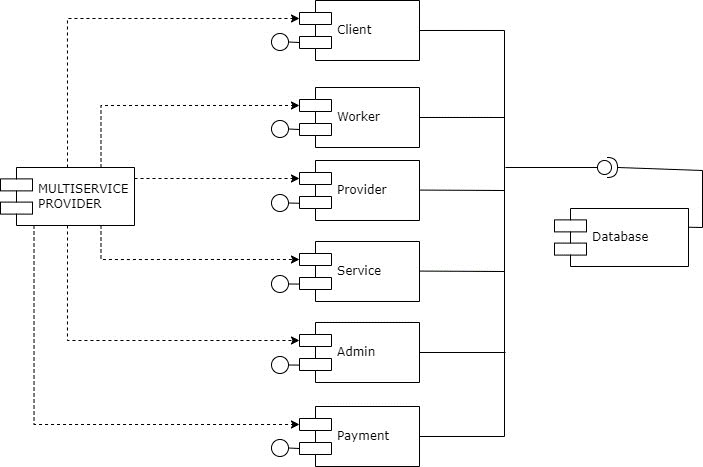 Client
Worker
MULTISERVICE
PROVIDER
Provider
Database
Service
Admin
Payment